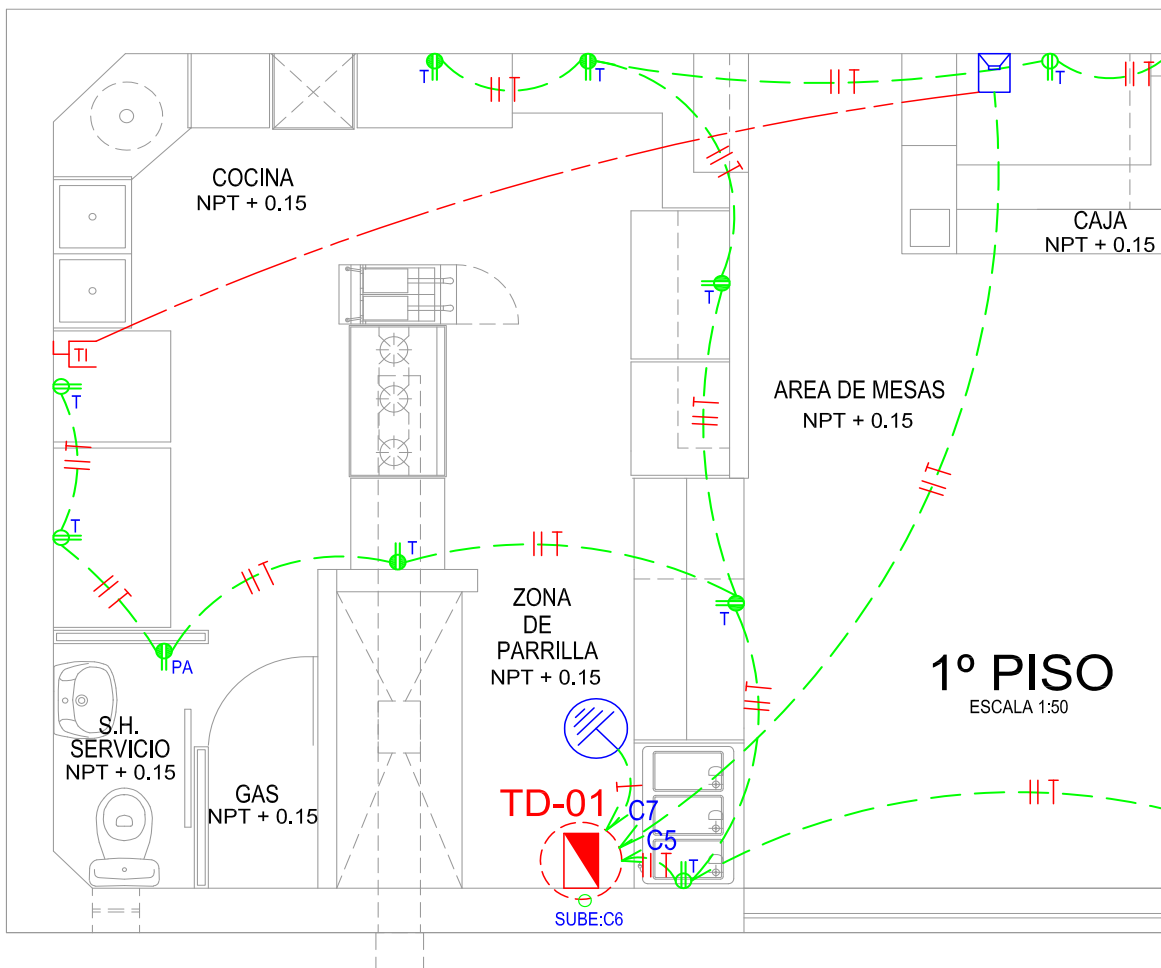 T
T
T
T
COCINA
NPT + 0.15
T
CAJA
NPT + 0.15
T
T
TI
T
AREA DE MESAS
NPT + 0.15
T
T
T
T
T
T
T
T
ZONA
DE
PARRILLA
NPT + 0.15
T
PA
1º PISO
ESCALA 1:50
T
S.H.
SERVICIO
NPT + 0.15
GAS
NPT + 0.15
TD-01
C7
C5
T
T
T
SUBE:C6